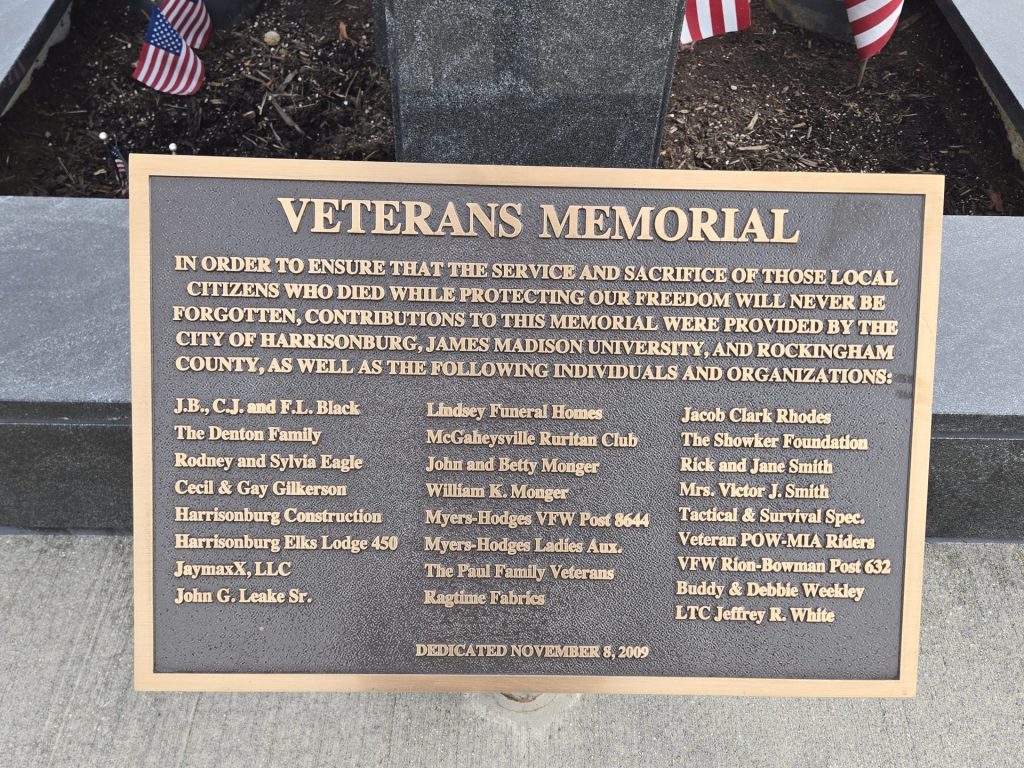 VETERANS MEMORIAL
IN ORDER TO ENSURE THAT THE SERVICE AND SACRIFICE OF THOSE LOCAL
CITIZENS WHO DIED WHILE PROTECTING OUR FREEDOM WILL NEVER BE
FORGOTTEN, CONTRIBUTIONS TO THIS MEMORIAL WERE PROVIDED BY THE
CITY OF HARRISONBURG, JAMES MADISON UNIVERSITY, AND ROCKINGHAM
COUNTY, AS WELL AS THE FOLLOWING INDIVIDUALS AND ORGANIZATIONS:
J.B., C.J. and F.L. Black
The Denton Family
Rodney and Sylvia Eagle
Cecil & Gay Gilkerson
Harrisonburg Construction
Harrisonburg Elks Lodge 450
JaymaxX, LLC
John G. Leake Sr.
Lindsey Funeral Homes
McGaheysville Ruritan Club
John and Betty Monger
William K. Monger
Myers-Hodges VFW Post 8644
Myers-Hodges Ladies Aux.
The Paul Family Veterans
Ragtime Fabrics
Jacob Clark Rhodes
The Showker Foundation
Rick and Jane Smith
Mrs. Victor J. Smith
Tactical & Survival Spec.
Veteran POW-MIA Riders
VFW Rion-Bowman Post 632
Buddy & Debbie Weekley
LTC Jeffrey R. White
DEDICATED NOVEMBER 8, 2009